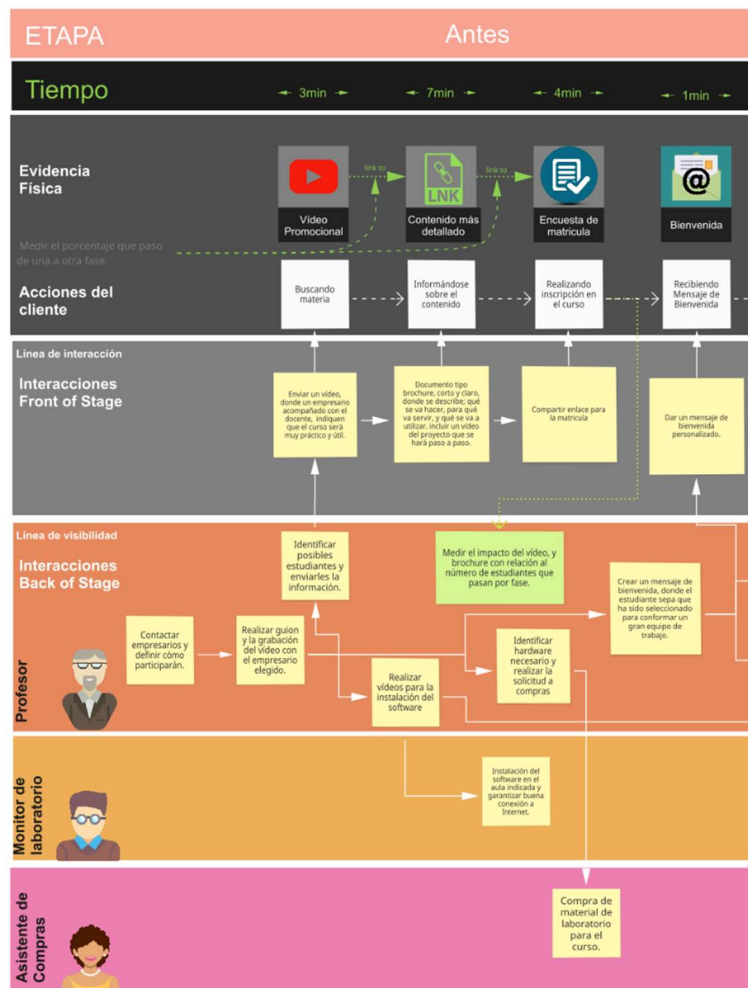 ETAPA
Antes
Tiempo
3min
7min
4min
1min
Evidencia
Física
link to
link to
LNK
@
Vídeo
Promocional
Contenido más
detallado
Encuesta de
matricula
Bienvenida
Medir el porcentaje que paso
de una a otra fase.
Acciones del
cliente
Buscando
materia
Informándose
sobre el
contenido
Realizando
inscripción en
el curso
Recibiendo
Mensaje de
Bienvenida
Línea de interacción
Interacciones
Front of Stage
Enviar un vídeo,
donde un empresario
acompañado con el
docente, indiquen
que el curso será
muy práctico y útil.
Documento tipo
brochure, corto y claro,
donde se describe; qué
se va hacer, para qué
va servir, y qué se va a
utilizar. incluir un vídeo
del proyecto que se
hará paso a paso.
Compartir enlace para
la matricula
Dar un mensaje de
bienvenida
personalizado.
Línea de visibilidad
Interacciones
Back of Stage
Identificar
posibles
estudiantes y
enviarles la
información.
Medir el impacto del vídeo, y
brochure con relación al
número de estudiantes que
pasan por fase.
Crear un mensaje de
bienvenida, donde el
estudiante sepa que
ha sido seleccionado
para conformar un
gran equipo de
trabajo.
Profesor
Contactar
empresarios y
definir cómo
participarán.
Realizar guion y
la grabación del
vídeo con el
empresario
elegido.
Realizar
vídeos para la
instalación del
software
Identificar
hardware
necesario y
realizar la
solicitud a
compras
Monitor de
laboratorio
Instalación del
software en el
aula indicada y
garantizar buena
conexión a
Internet.
Asistente de
Compras
Compra de
material de
laboratorio
para el
curso.